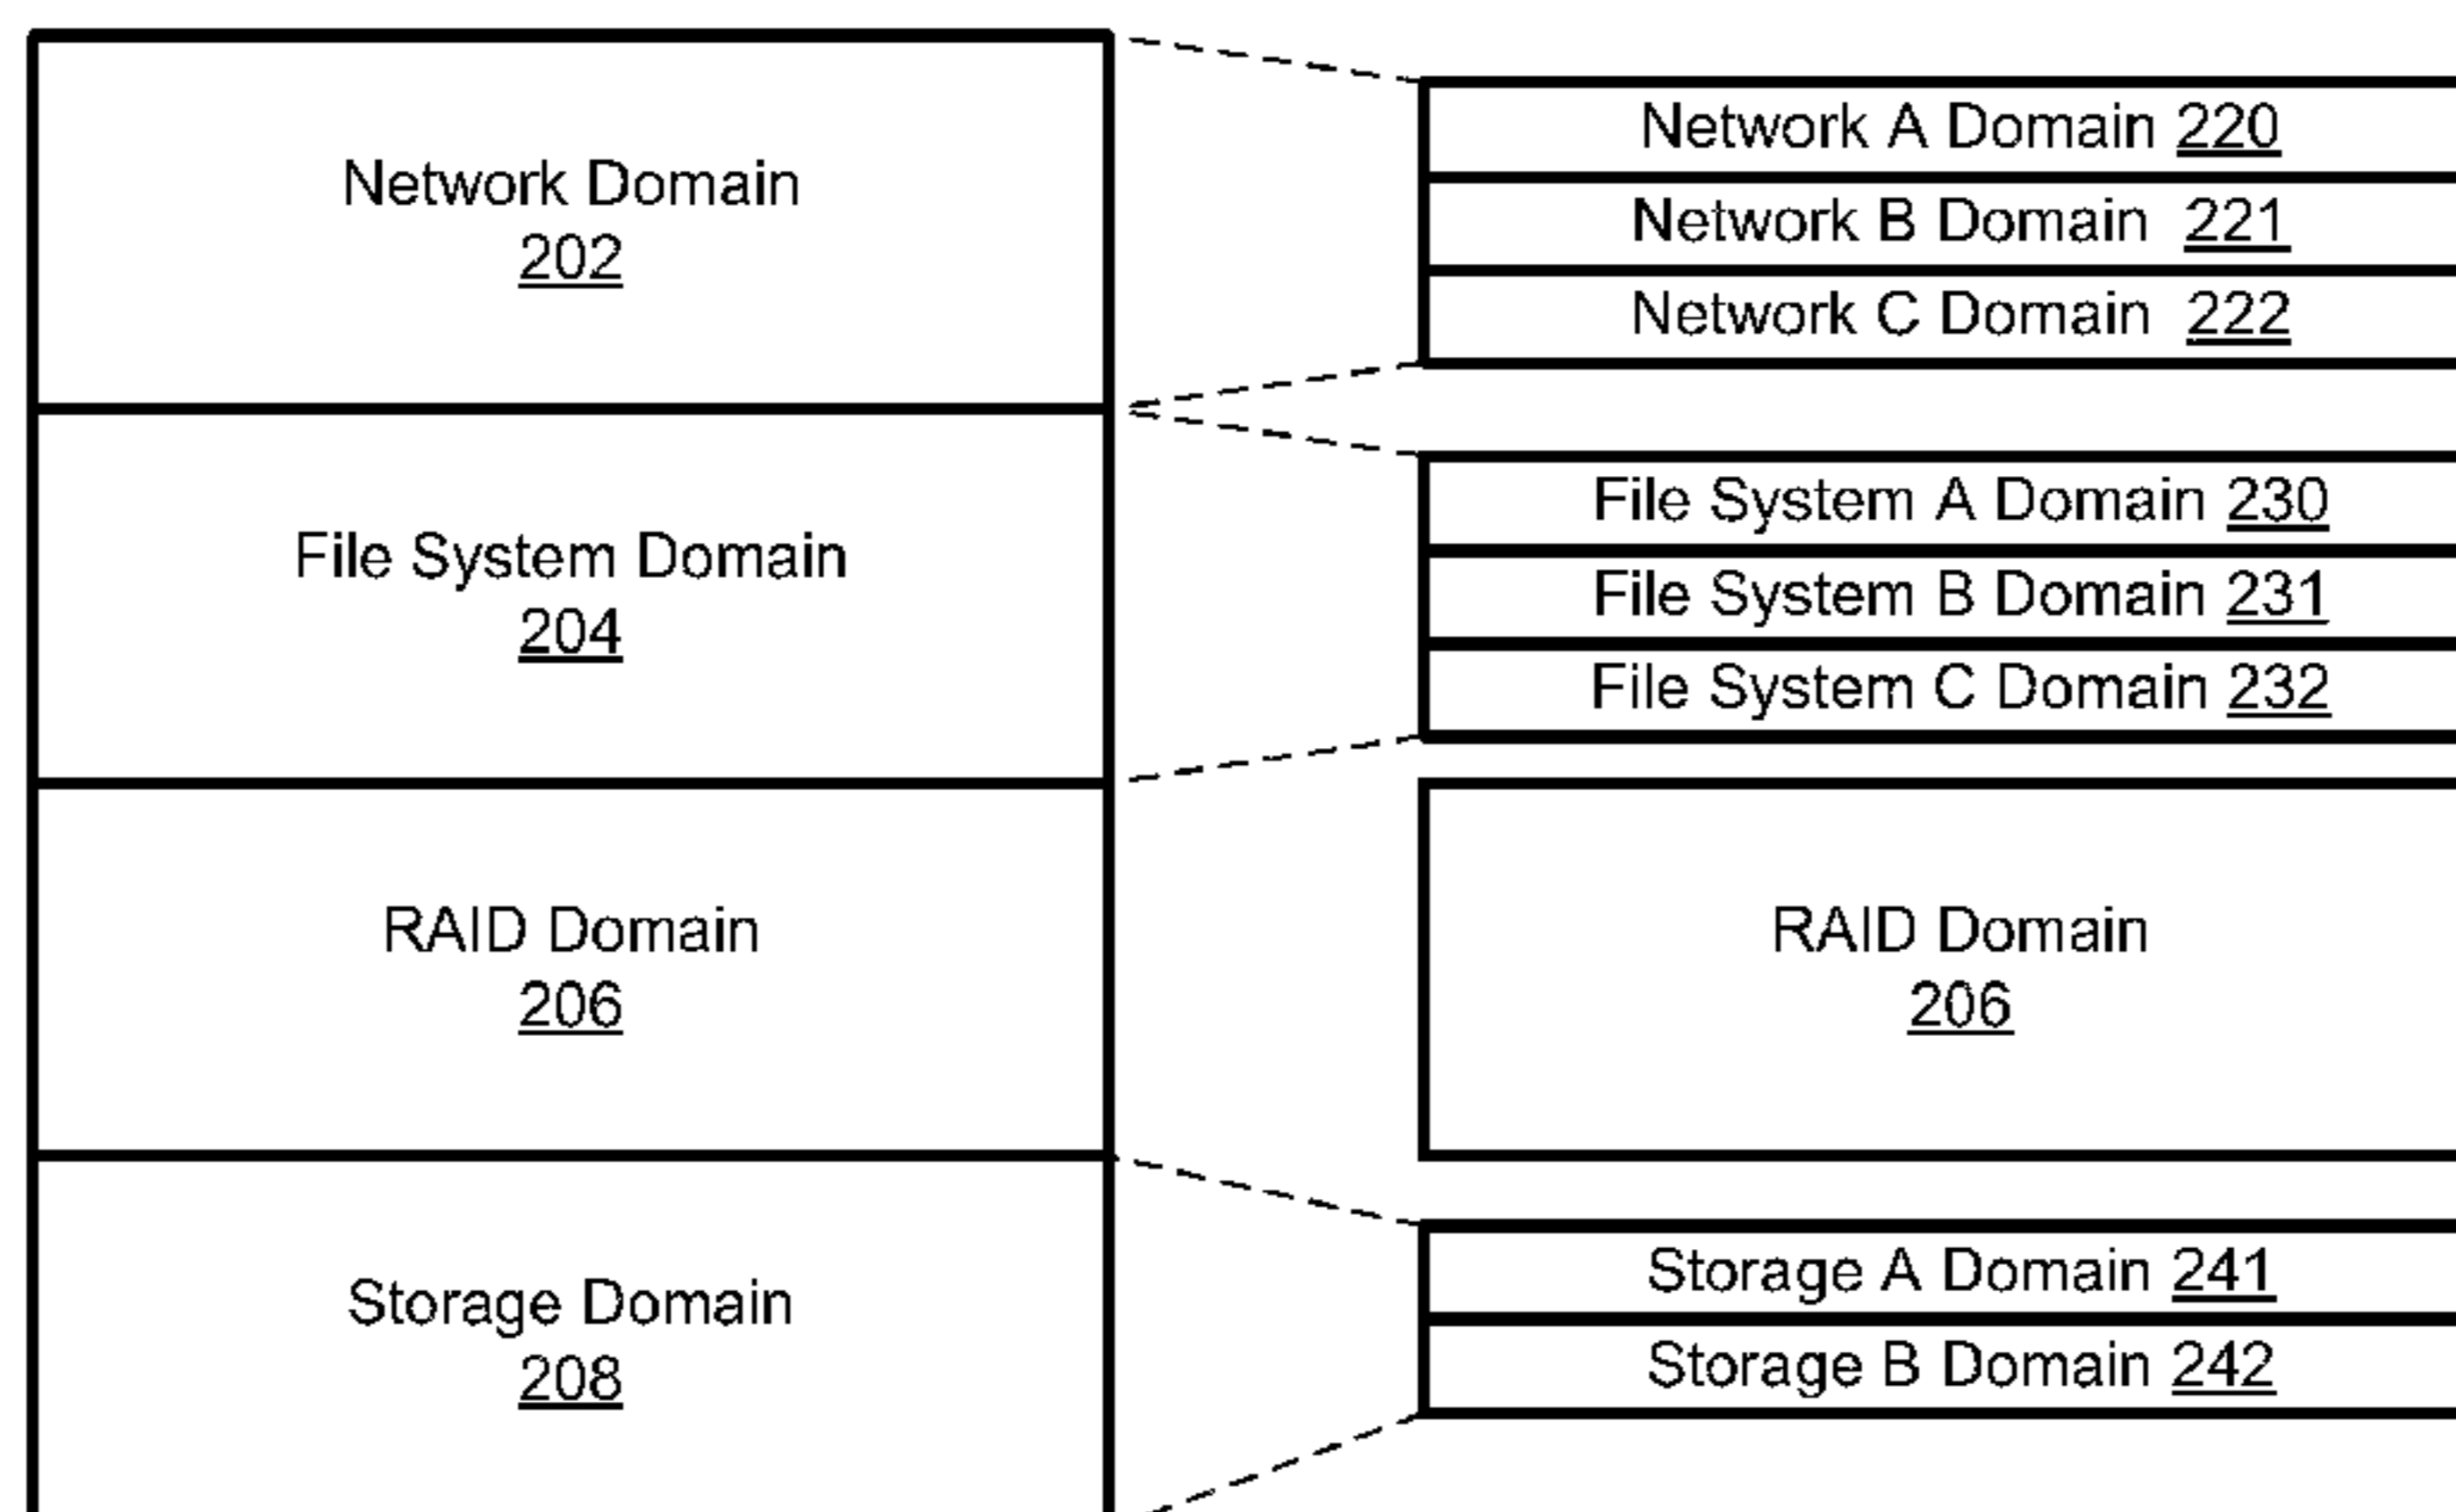 Network Domain
202
File System Domain
204
RAID Domain
206
Storage Domain
208
Network A Domain 220
Network B Domain 221
Network C Domain 222
File System A Domain 230
File System B Domain 231
File System C Domain 232
RAID Domain
206
Storage A Domain 241
Storage B Domain 242